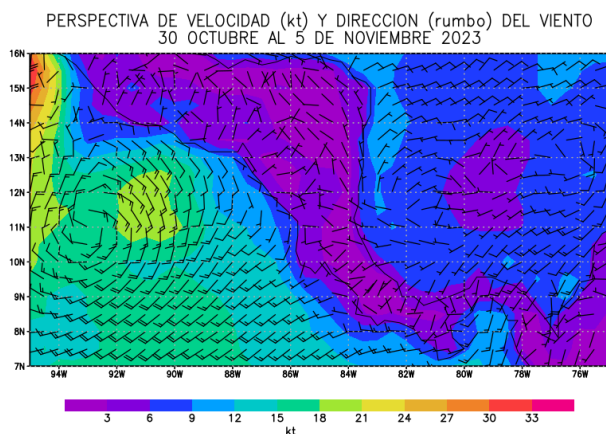 PERSPECTIVA DE VELOCIDAD (kt) Y DIRECCION (rumbo) DEL VIENTO
30 OCTUBRE AL 5 DE NOVIEMBRE 2023
16N
15N
14N
13N
12N
11N
10N
9N
8N
7N
94W 92W 90W 88W 86W 84W 82W 80W 78W 76W
3 6 9 12 15 18 21 24 27 30 33
kt